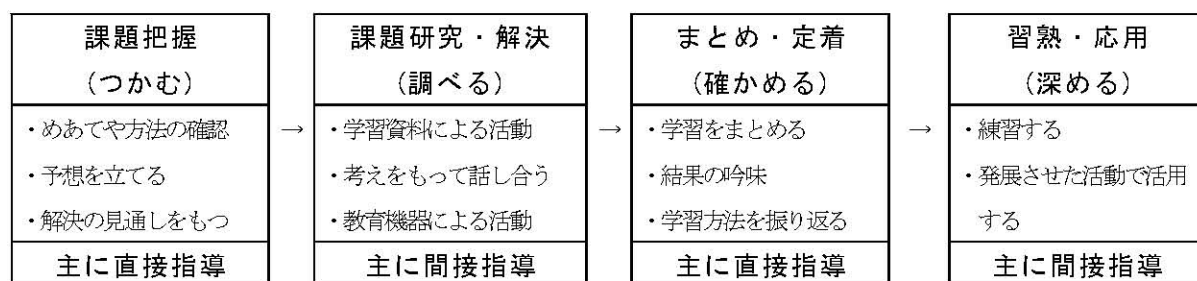 課題把握
(つかむ)
・めあてや方法の確認
・予想を立てる
・解決の見通しをもつ
主に直接指導
→
課題研究・解決
(調べる)
・学習資料による活動
・考えをもって話し合う
・教育機器による活動
主に間接指導
→
まとめ・定着
(確かめる)
・学習をまとめる
・結果の吟味
・学習方法を振り返る
主に直接指導
→
習熟・応用
(深める)
・練習する
・発展させた活動で活用
する
主に間接指導